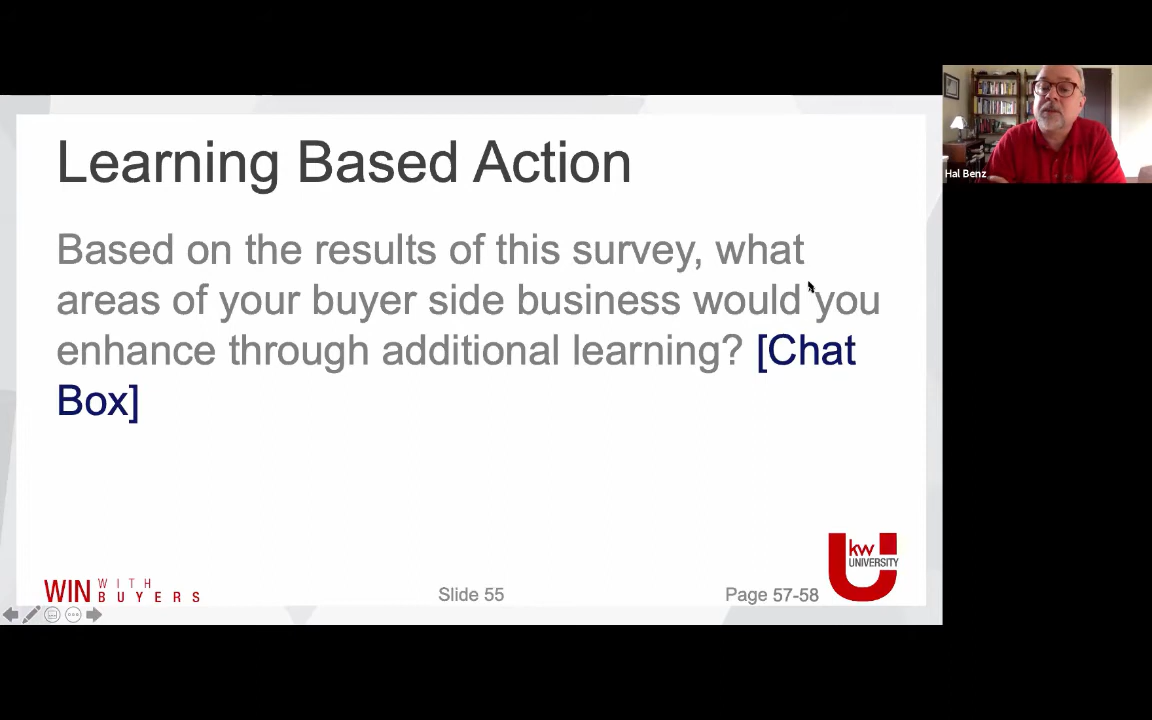 Learning Based Action
Based on the results of this survey, what
areas of your buyer side business would you
enhance through additional learning? [Chat
Box]
WIN WITH BUYERS
Slide 55
Page 57-58
kw UNIVERSITY
Hal Benz